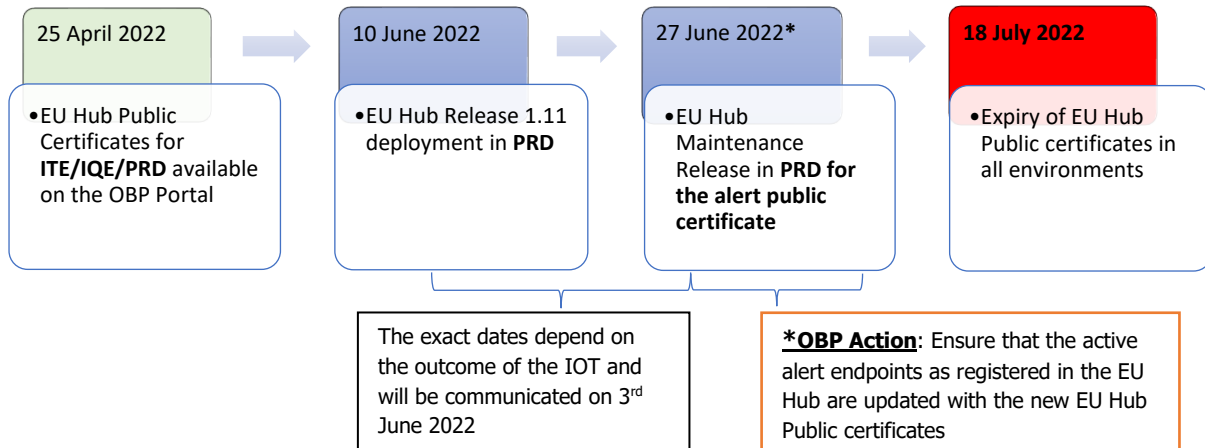 25 April 2022
•EU Hub Public
Certificates for
ITE/IQE/PRD available
on the OBP Portal
10 June 2022
•EU Hub Release 1.11
deployment in PRD
27 June 2022*
•EU Hub
Maintenance
Release in PRD for
the alert public
certificate
18 July 2022
•Expiry of EU Hub
Public certificates in
all environments
The exact dates depend on
the outcome of the IOT and
will be communicated on 3rd
June 2022
*OBP Action: Ensure that the active
alert endpoints as registered in the EU
Hub are updated with the new EU Hub
Public certificates